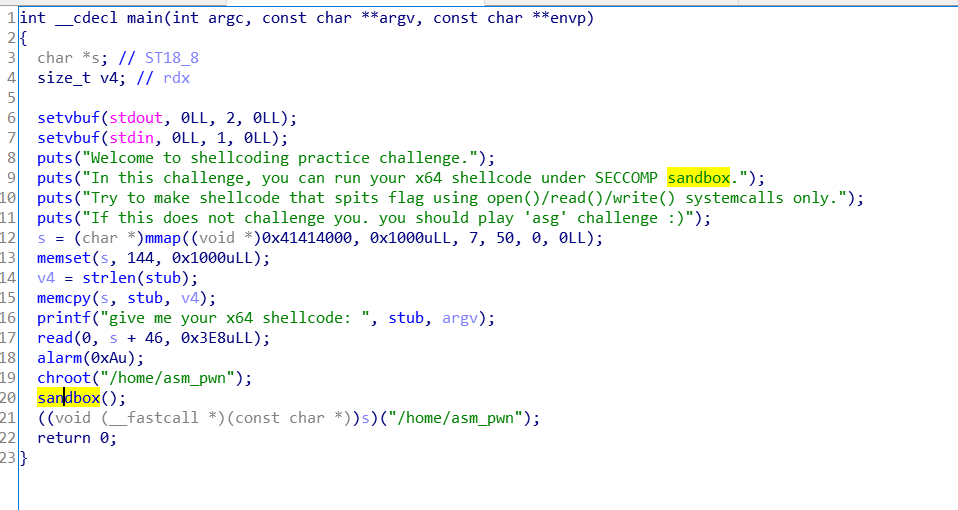 1 int __cdecl main(int argc, const char **argv, const char **envp)
2 {
3 char *s; // ST18_8
4 size_t v4; // rdx
5
6 setvbuf(stdout, 0LL, 2, 0LL);
7 setvbuf(stdin, 0LL, 1, 0LL);
8 puts("Welcome to shellcoding practice challenge.");
9 puts("In this challenge, you can run your x64 shellcode under SECCOMP sandbox.");
10 puts("Try to make shellcode that spits flag using open()/read()/write() systemcalls only.");
11 puts("If this does not challenge you. you should play 'asg' challenge :)");
12 s = (char *)mmap((void *)0x41414000, 0x1000uLL, 7, 50, 0, 0LL);
13 memset(s, 144, 0x1000uLL);
14 v4 = strlen(stub);
15 memcpy(s, stub, v4);
16 printf("give me your x64 shellcode: ", stub, argv);
17 read(0, s + 46, 0x3E8uLL);
18 alarm(0xAu);
19 chroot("/home/asm_pwn");
20 sandbox();
21 ((void (__fastcall *)(const char *))s)("/home/asm_pwn");
22 return 0;
23 }